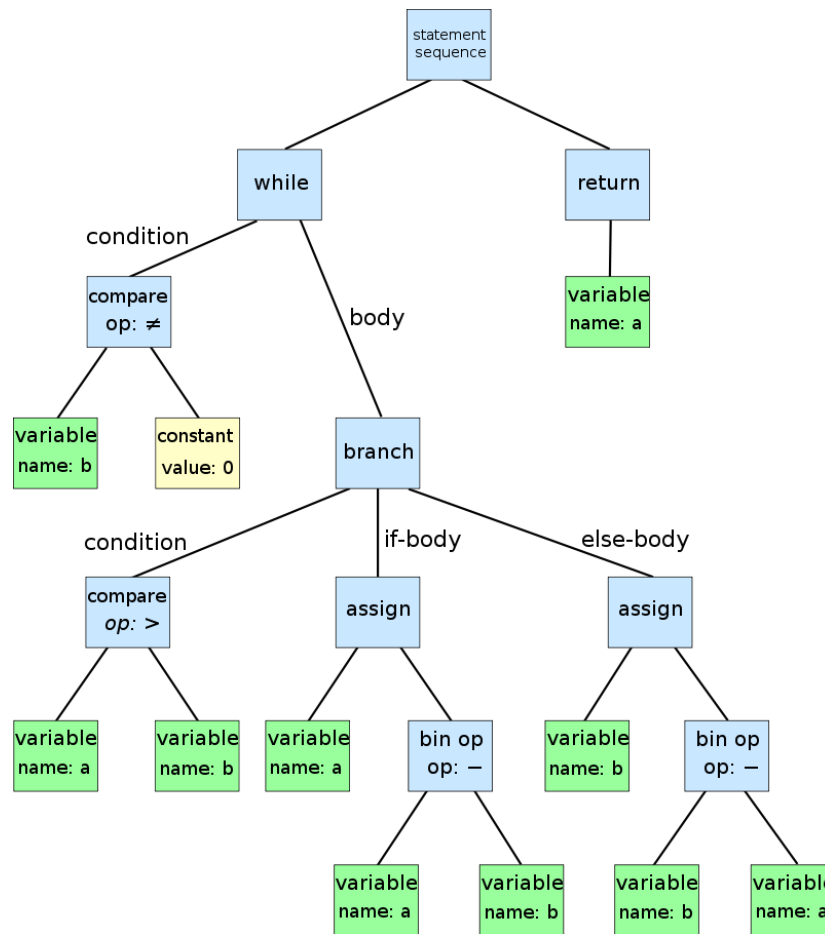 statement
sequence
while
return
condition
compare
op: ≠
body
variable
name: a
variable
name: b
constant
value: 0
branch
condition
if-body
else-body
compare
op: >
assign
assign
variable
name: a
variable
name: b
variable
name: a
bin op
op: −
variable
name: b
bin op
op: −
variable
name: a
variable
name: b
variable
name: b
variable
name: a